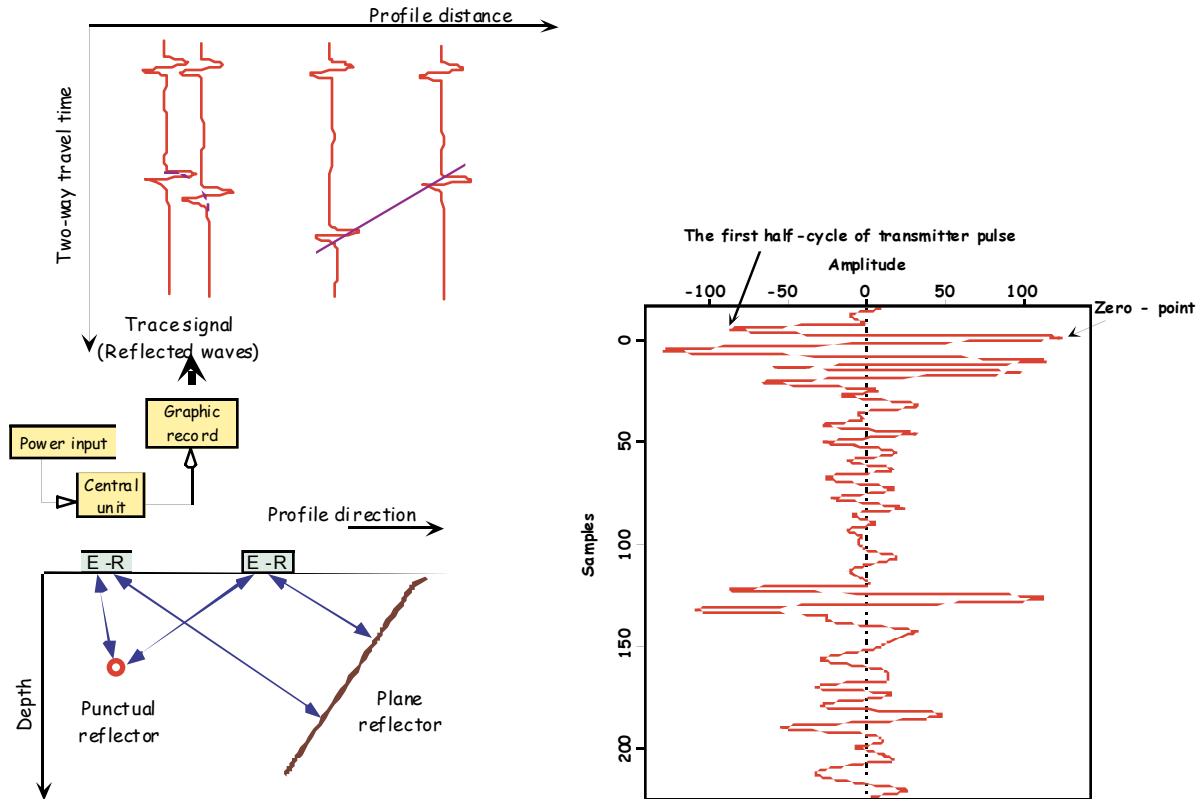 Profile distance
Two-way travel time
Trace signal
(Reflected waves)
Graphic
record
Power input
Central
unit
Profile direction
E-R
E-R
Depth
Punctual
reflector
Plane
reflector
The first half-cycle of transmitter pulse
Amplitude
-100 -50 0 50 100
Zero - point
Samples
0
50
100
150
200